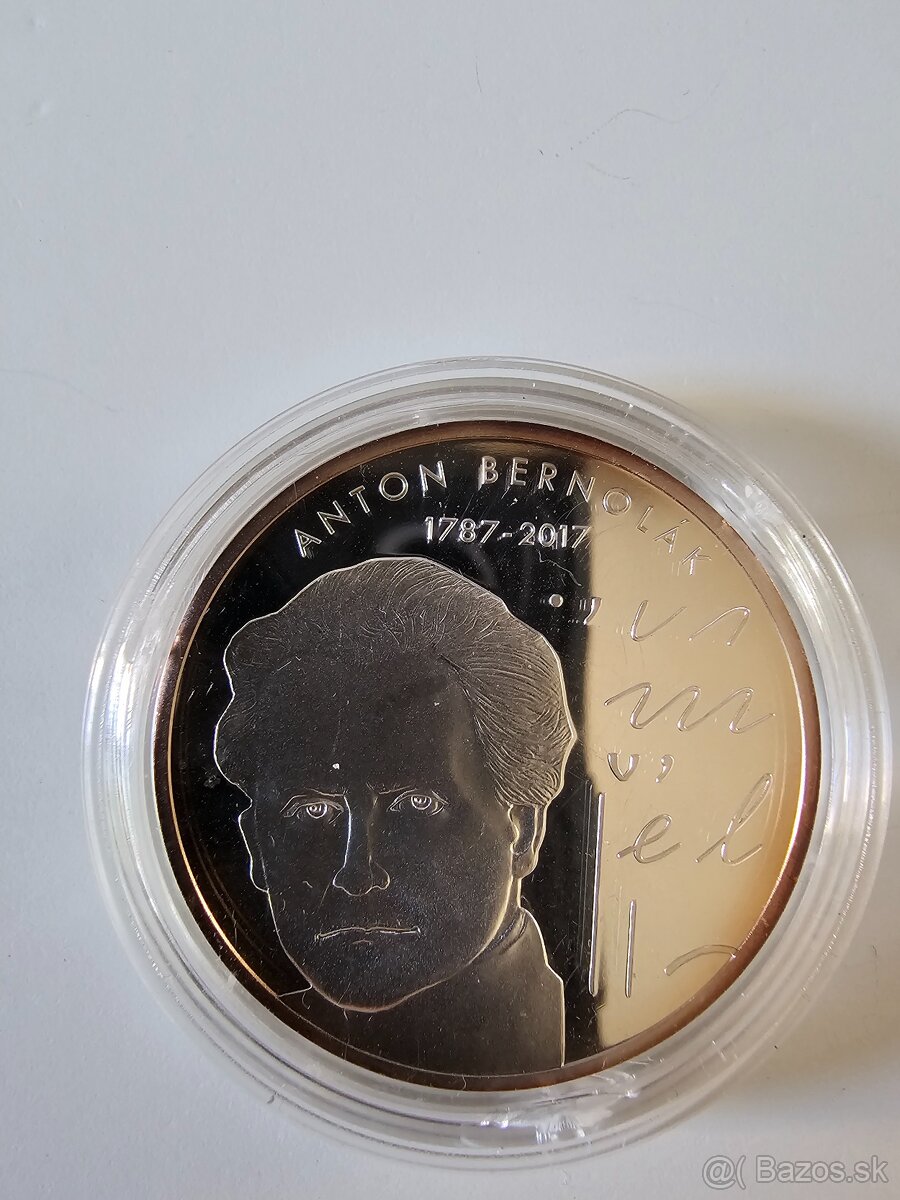 ANTON BERNOLÁK
1787-2017
@( Bazos.sk